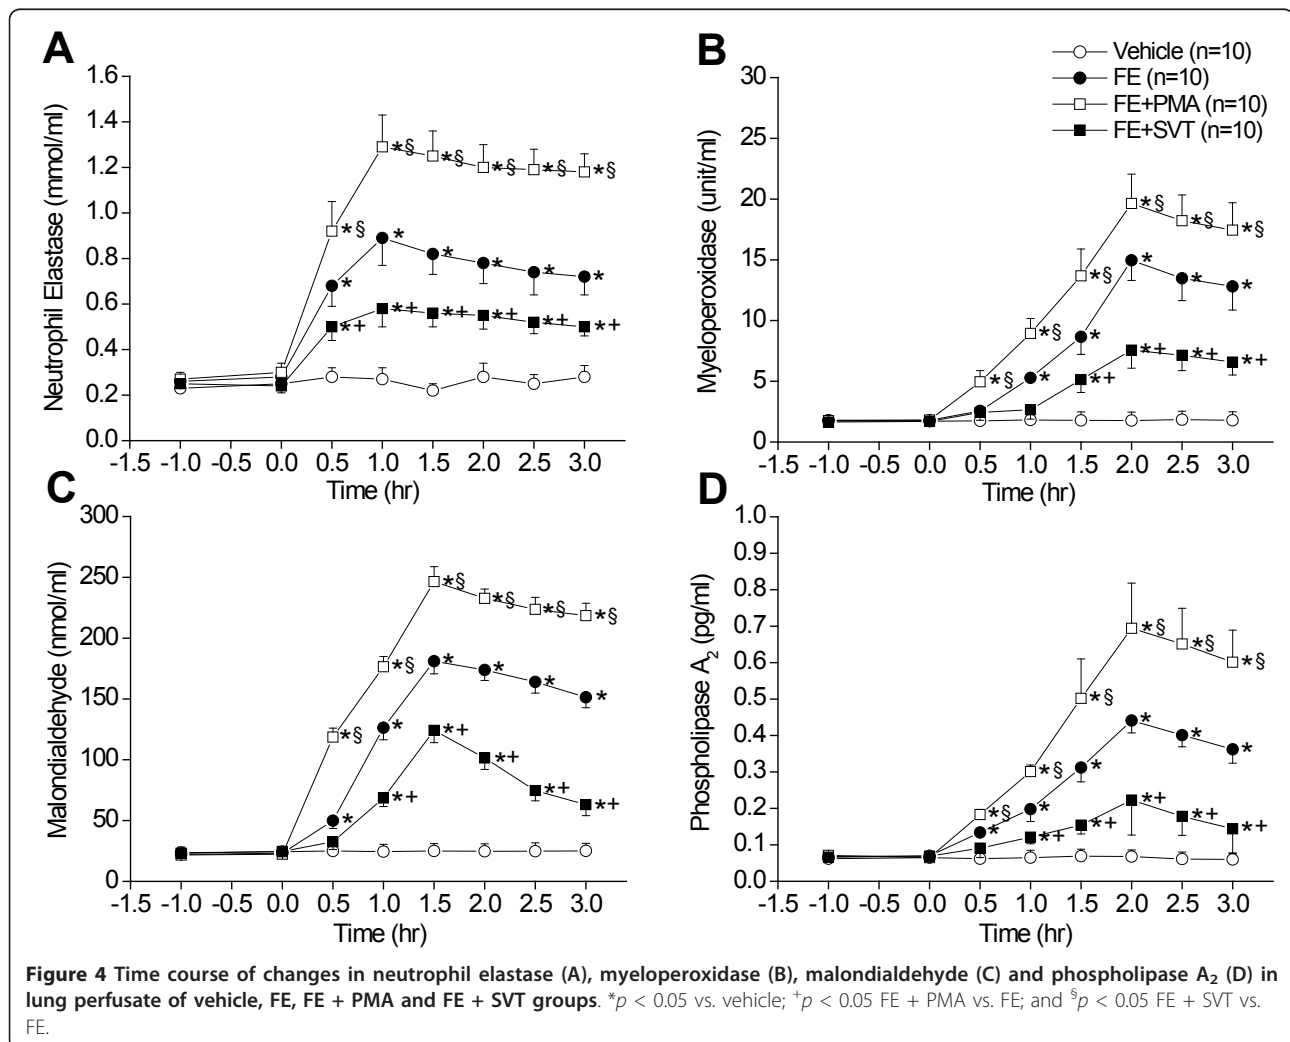 A
1.6
1.4
1.2
1.0
0.8
0.6
0.4
0.2
0.0
Neutrophil Elastase (mmol/ml)
*§ *§ *§ *§ *§ *§
* * * * * *
*+ *+ *+ *+ *+ *+
-1.5 -1.0 -0.5 0.0 0.5 1.0 1.5 2.0 2.5 3.0
Time (hr)
B
Vehicle (n=10)
FE (n=10)
FE+PMA (n=10)
FE+SVT (n=10)
30
25
20
15
10
5
0
Myeloperoxidase (unit/ml)
*§ *§ *§ *§ *§ *§
* * * * *
*+ *+ *+ *+
-1.5 -1.0 -0.5 0.0 0.5 1.0 1.5 2.0 2.5 3.0
Time (hr)
C
300
250
200
150
100
50
0
Malondialdehyde (nmol/ml)
*§ *§ *§ *§ *§ *§
* * * * * *
*+ *+ *+ *+ *+
-1.5 -1.0 -0.5 0.0 0.5 1.0 1.5 2.0 2.5 3.0
Time (hr)
D
1.0
0.9
0.8
0.7
0.6
0.5
0.4
0.3
0.2
0.1
0.0
Phospholipase A₂ (pg/ml)
*§ *§ *§ *§ *§ *§
* * * * * *
*+ *+ *+ *+ *+
-1.5 -1.0 -0.5 0.0 0.5 1.0 1.5 2.0 2.5 3.0
Time (hr)
Figure 4 Time course of changes in neutrophil elastase (A), myeloperoxidase (B), malondialdehyde (C) and phospholipase A₂ (D) in
lung perfusate of vehicle, FE, FE + PMA and FE + SVT groups. *p < 0.05 vs. vehicle; ⁺p < 0.05 FE + PMA vs. FE; and §p < 0.05 FE + SVT vs.
FE.